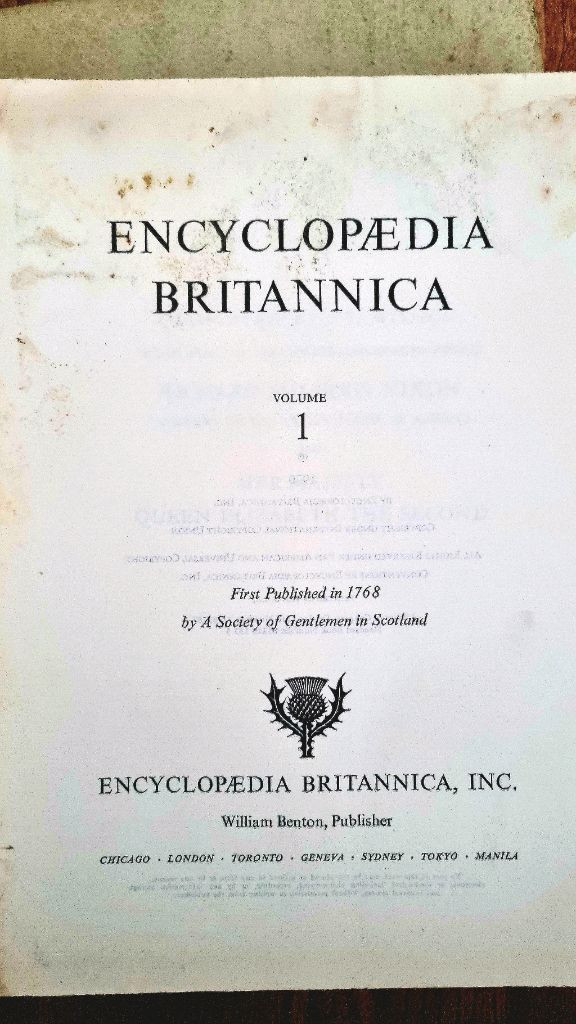 ENCYCLOPÆDIA
BRITANNICA
VOLUME
1
First Published in 1768
by A Society of Gentlemen in Scotland
ENCYCLOPÆDIA BRITANNICA, INC.
William Benton, Publisher
CHICAGO · LONDON · TORONTO · GENEVA · SYDNEY · TOKYO · MANILA